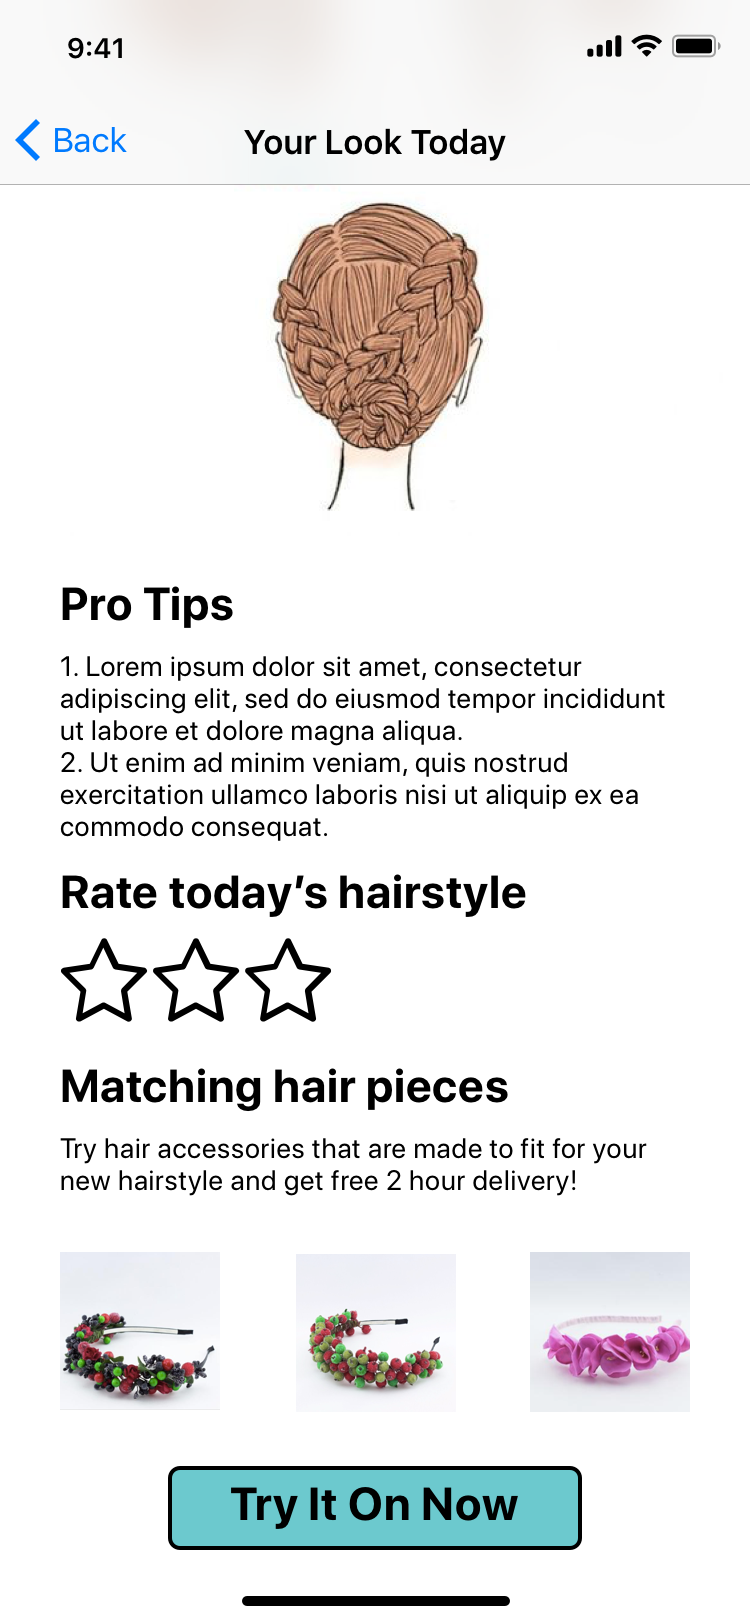 9:41
Back
Your Look Today
Pro Tips
1. Lorem ipsum dolor sit amet, consectetur
adipiscing elit, sed do eiusmod tempor incididunt
ut labore et dolore magna aliqua.
2. Ut enim ad minim veniam, quis nostrud
exercitation ullamco laboris nisi ut aliquip ex ea
commodo consequat.
Rate today’s hairstyle
Matching hair pieces
Try hair accessories that are made to fit for your
new hairstyle and get free 2 hour delivery!
Try It On Now